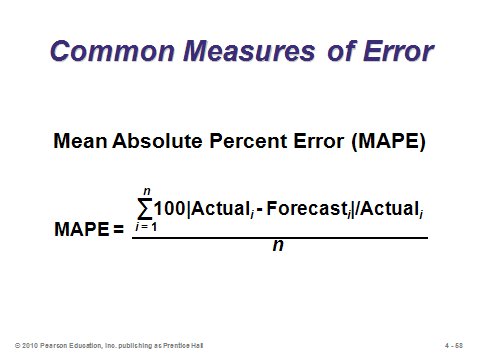 Common Measures of Error
Mean Absolute Percent Error (MAPE)
MAPE =
n
∑100|Actuali - Forecasti|/Actuali
i = 1
n
© 2010 Pearson Education, Inc. publishing as Prentice Hall
4 - 58